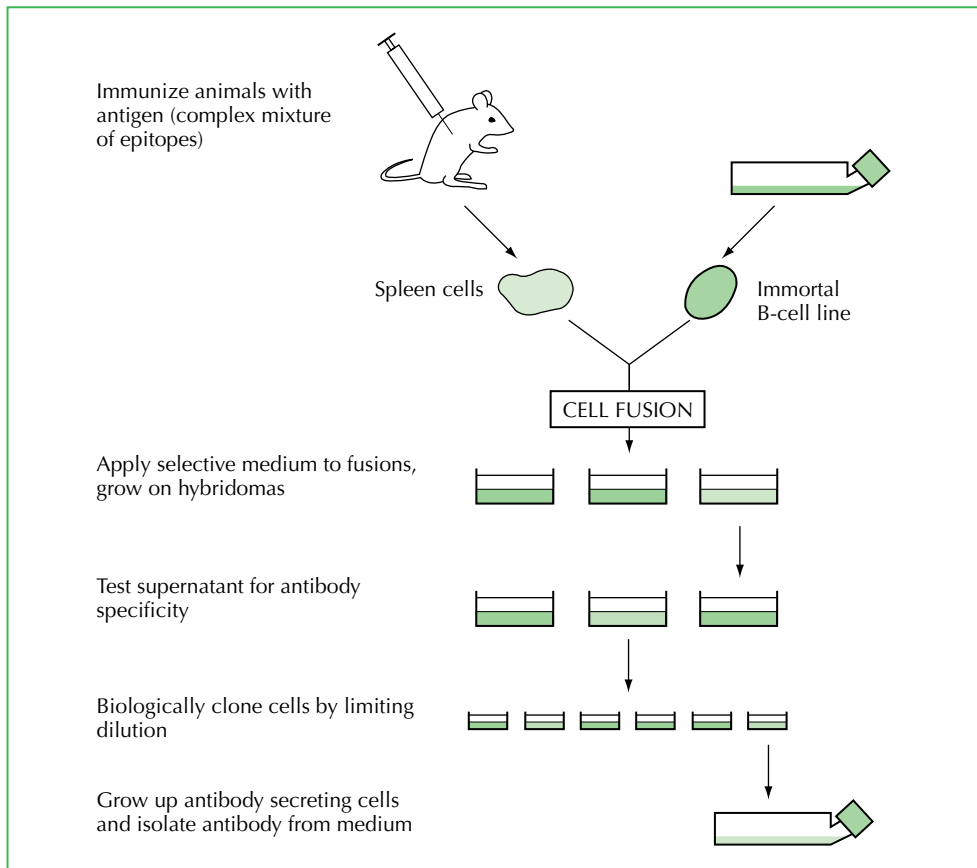 Immunize animals with
antigen (complex mixture
of epitopes)
Spleen cells
Immortal
B-cell line
CELL FUSION
Apply selective medium to fusions,
grow on hybridomas
Test supernatant for antibody
specificity
Biologically clone cells by limiting
dilution
Grow up antibody secreting cells
and isolate antibody from medium